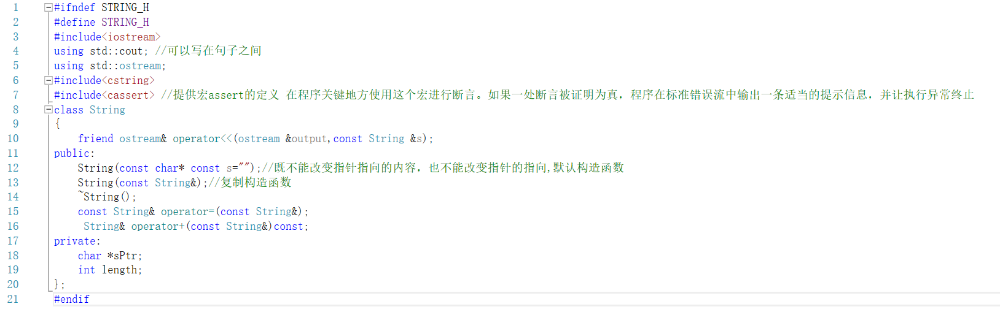 1 #ifndef STRING_H
2 #define STRING_H
3 #include<iostream>
4 using std::cout; //可以写在句子之间
5 using std::ostream;
6 #include<cstring>
7 #include<cassert> //提供宏assert的定义 在程序关键地方使用这个宏进行断言。如果一处断言被证明为真，程序在标准错误流中输出一条适当的提示信息，并让执行异常终止
8 class String
9 {
10 friend ostream& operator<<(ostream &output,const String &s);
11 public:
12 String(const char* const s="");//既不能改变指针指向的内容，也不能改变指针的指向,默认构造函数
13 String(const String&);//复制构造函数
14 ~String();
15 const String& operator=(const String&);
16 String& operator+(const String&)const;
17 private:
18 char *sPtr;
19 int length;
20 };
21 #endif